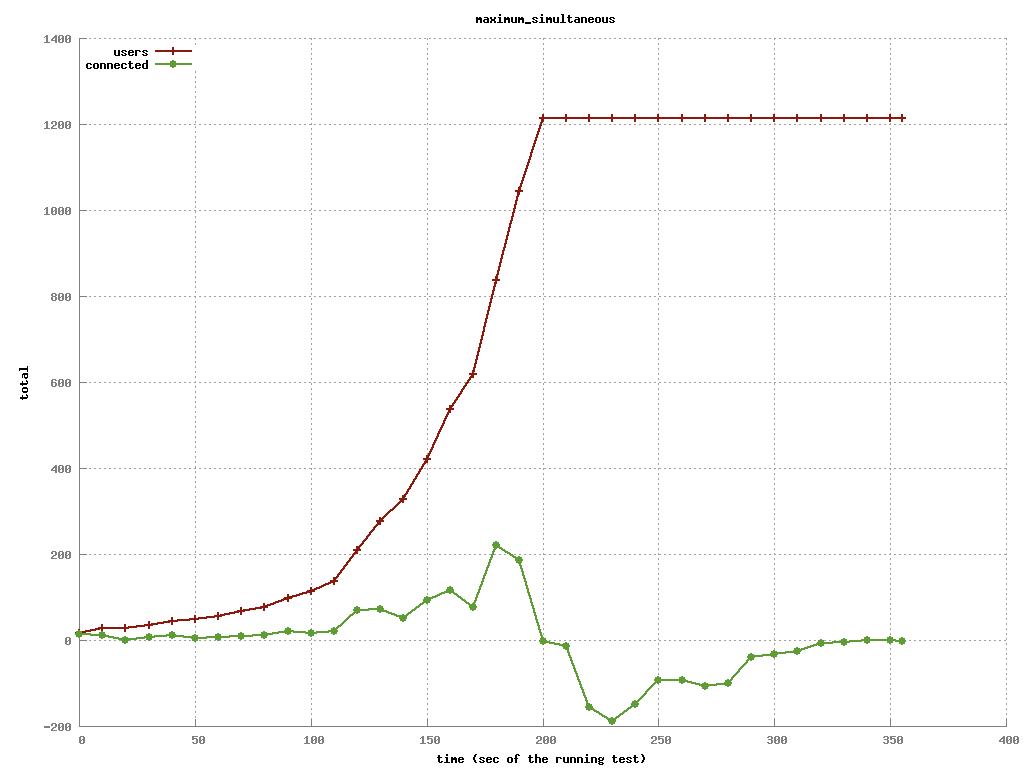 maximum_simultaneous
1400
users
connected
1200
1000
800
600
total
400
200
0
-200
0 50 100 150 200 250 300 350 400
time (sec of the running test)